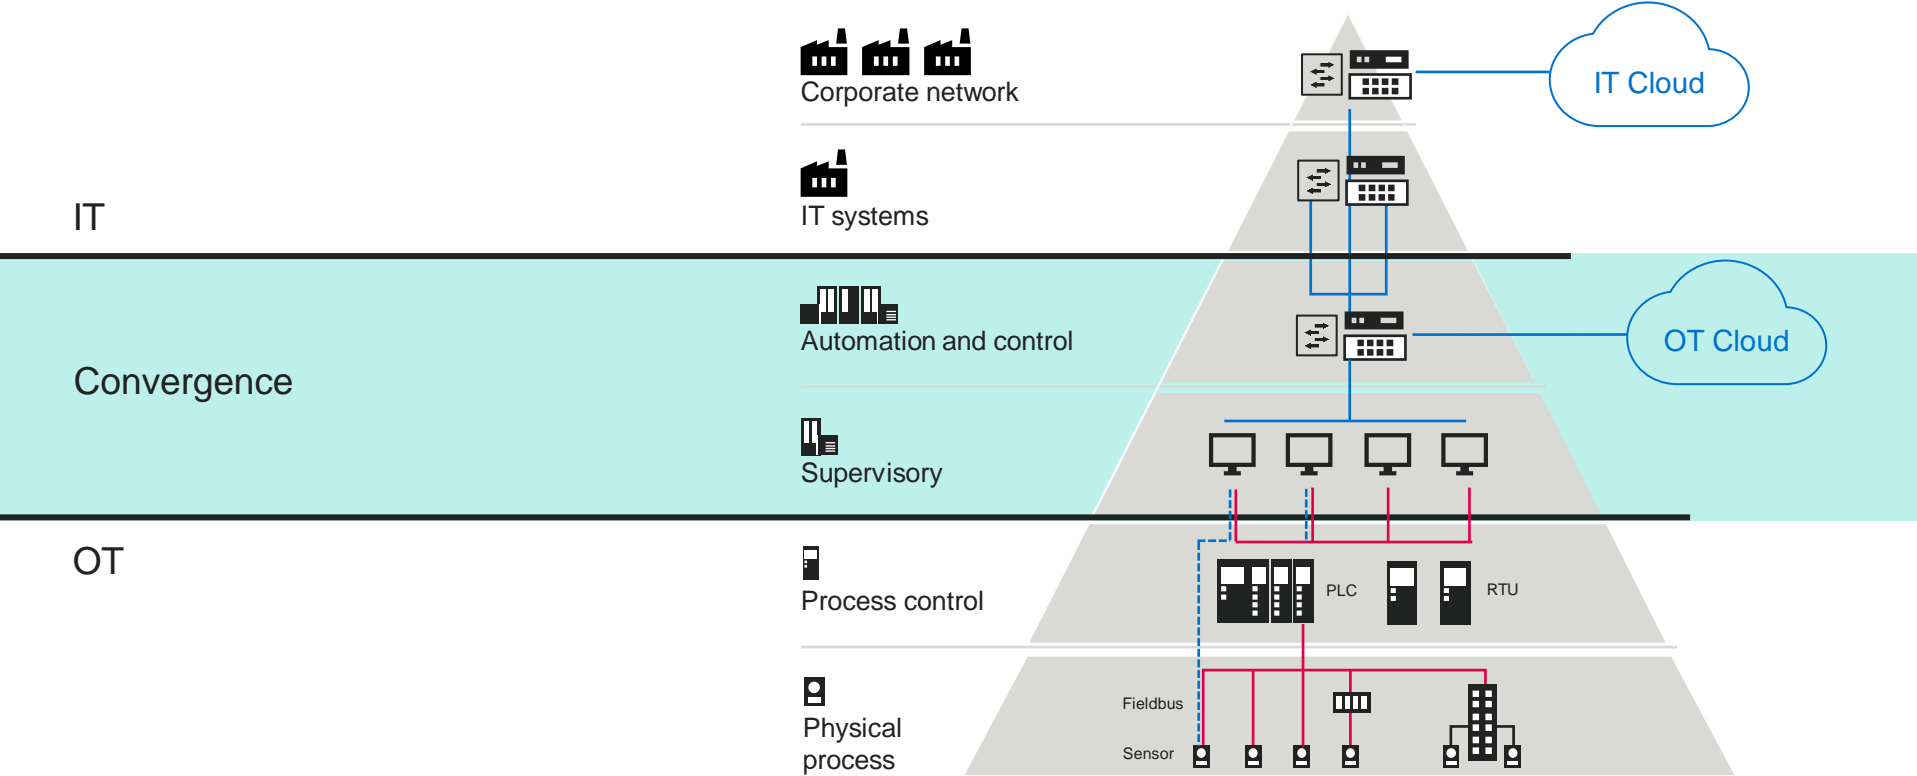 Corporate network
IT Cloud
IT systems
IT
Automation and control
OT Cloud
Convergence
Supervisory
OT
Process control
PLC
RTU
Physical
process
Fieldbus
Sensor